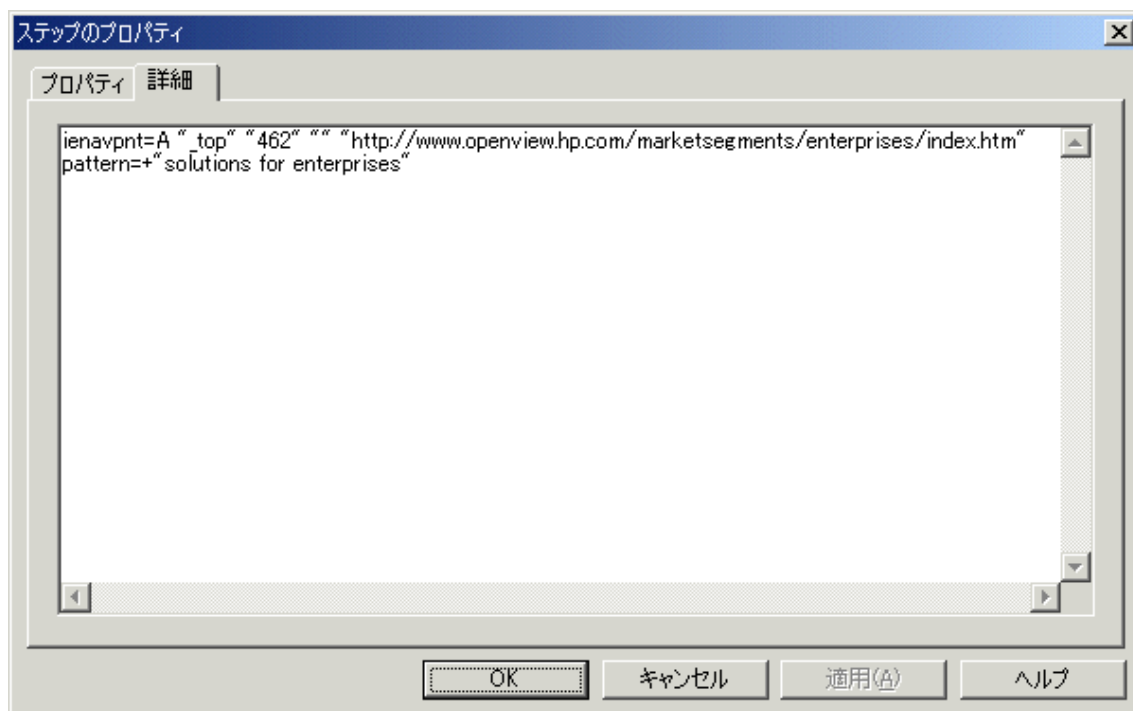 ステップのプロパティ
プロパティ 詳細
ienavpnt=A "_top" "462" "" "http://www.openview.hp.com/marketsegments/enterprises/index.htm"
pattern=+"solutions for enterprises"
OK キャンセル 適用(A) ヘルプ